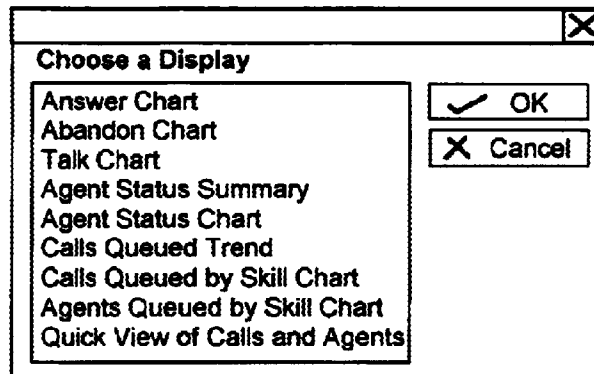 Choose a Display
Answer Chart
Abandon Chart
Talk Chart
Agent Status Summary
Agent Status Chart
Calls Queued Trend
Calls Queued by Skill Chart
Agents Queued by Skill Chart
Quick View of Calls and Agents
OK
Cancel